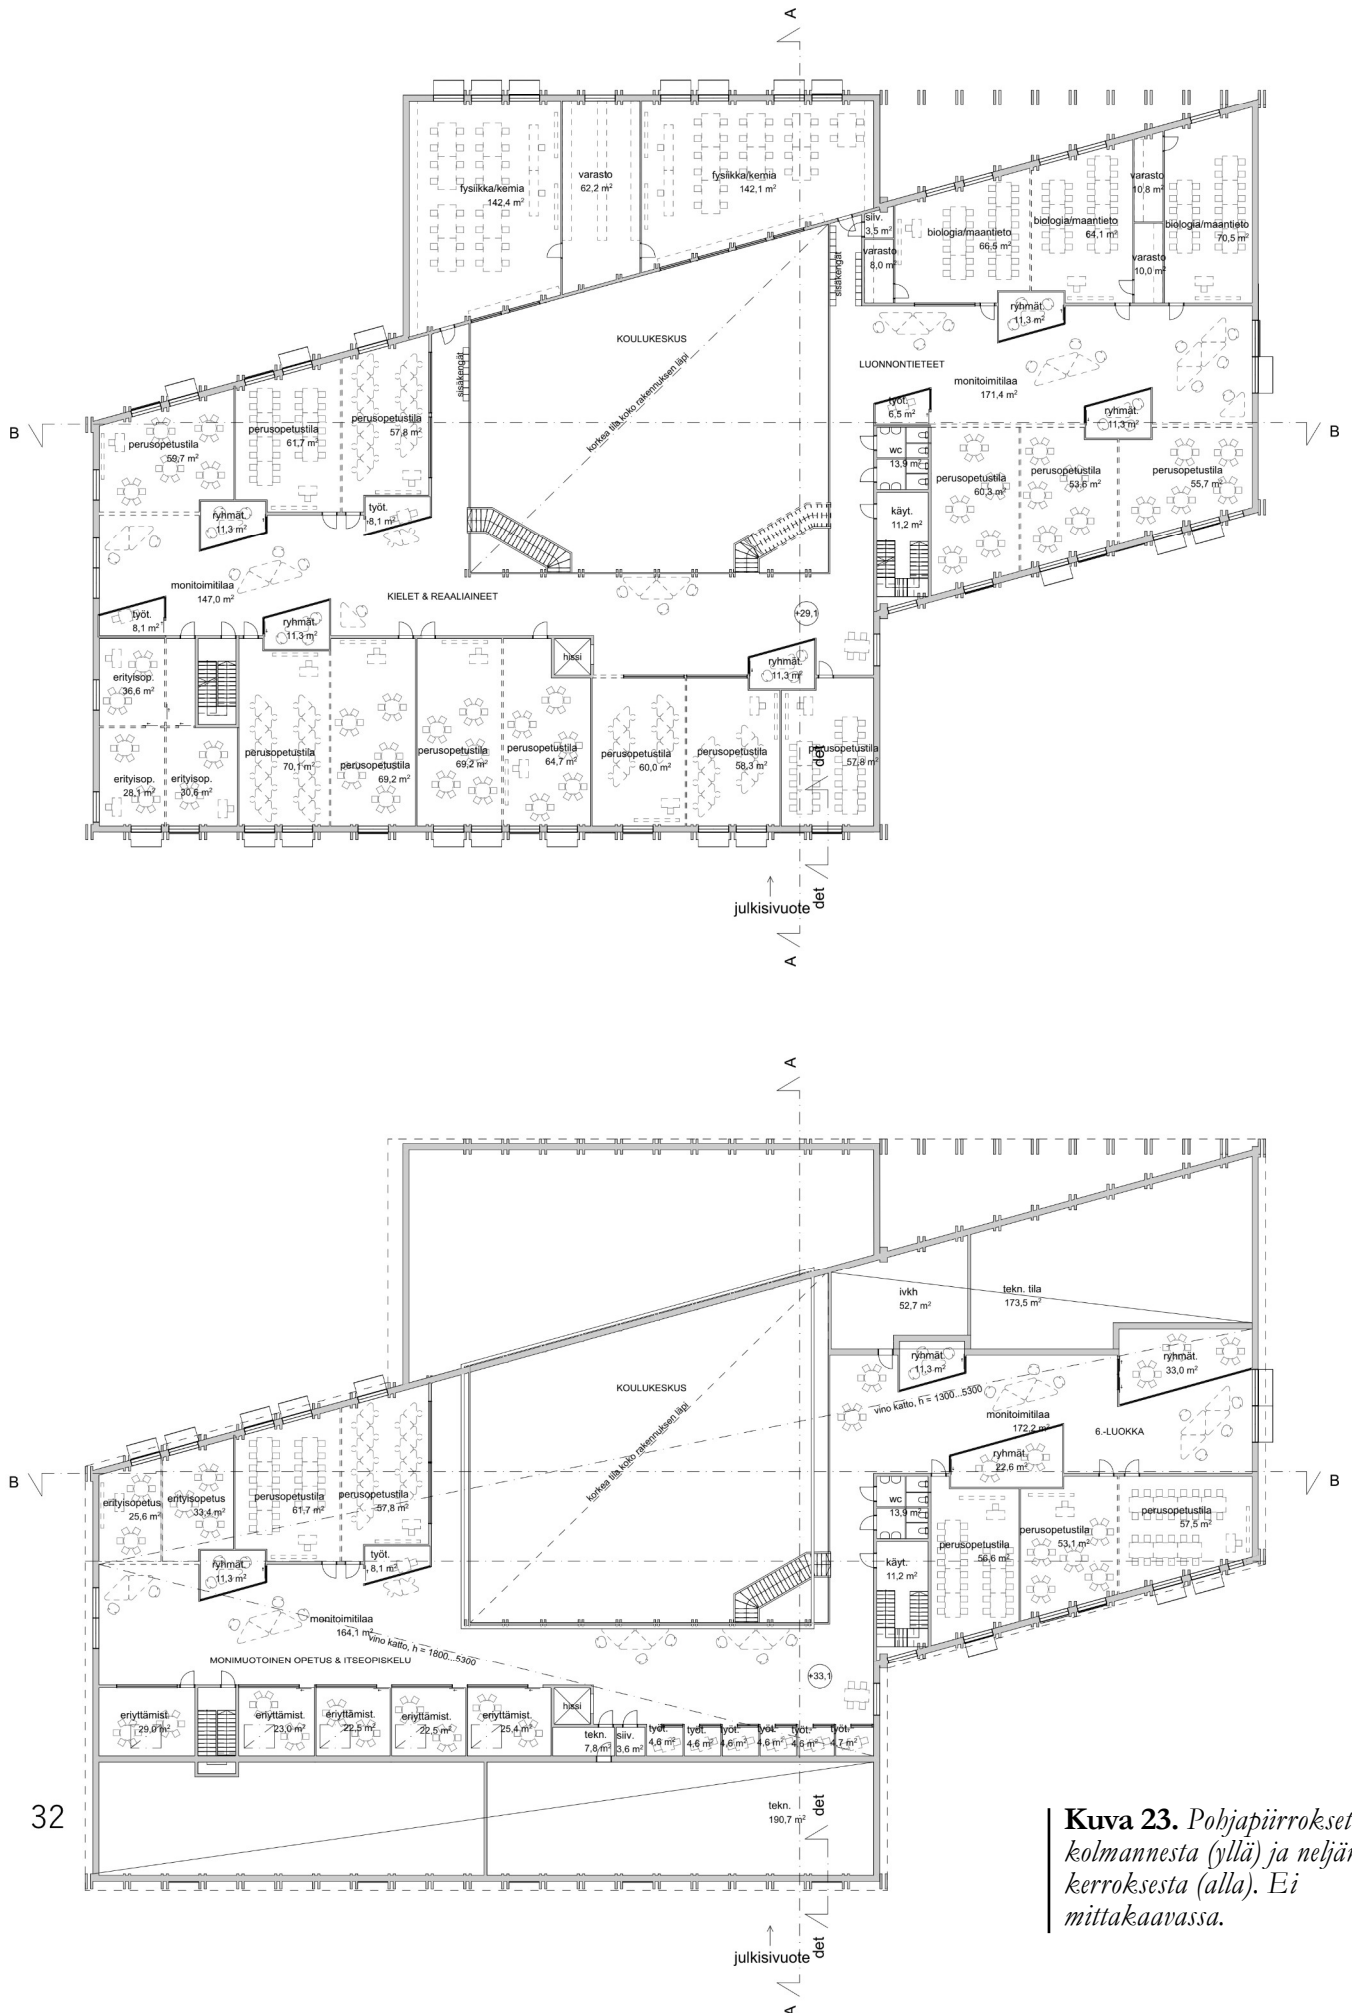 A
fysiikka/kemia
142,4 m²
varasto
62,2 m²
fysiikka/kemia
142,1 m²
siiv.
3,5 m²
varasto
8,0 m²
sisäkengät
biologia/maantieto
66,5 m²
biologia/maantieto
64,1 m²
varasto
10,8 m²
biologia/maantieto
70,5 m²
varasto
10,0 m²
ryhmät.
11,3 m²
KOULUKESKUS
korkea tila koko rakennuksen läpi
sisäkengät
LUONNONTIETEET
monitoimitilaa
171,4 m²
työt.
6,5 m²
ryhmät.
11,3 m²
B
B
perusopetustila
59,7 m²
perusopetustila
61,7 m²
perusopetustila
57,8 m²
wc
13,9 m²
perusopetustila
60,3 m²
perusopetustila
53,6 m²
perusopetustila
55,7 m²
ryhmät.
11,3 m²
työt.
8,1 m²
käyt.
11,2 m²
monitoimitilaa
147,0 m²
KIELET & REAALIAINEET
+29,1
työt.
8,1 m²
ryhmät.
11,3 m²
hissi
ryhmät.
11,3 m²
erityisop.
36,6 m²
perusopetustila
70,1 m²
perusopetustila
69,2 m²
perusopetustila
69,2 m²
perusopetustila
64,7 m²
perusopetustila
60,0 m²
perusopetustila
58,3 m²
perusopetustila
57,8 m²
det
erityisop.
28,1 m²
erityisop.
30,6 m²
julkisivuote
det
A
A
ivkh
52,7 m²
tekn. tila
173,5 m²
ryhmät.
11,3 m²
ryhmät.
33,0 m²
KOULUKESKUS
korkea tila koko rakennuksen läpi
vino katto, h = 1300...5300
monitoimitilaa
172,2 m²
6.-LUOKKA
ryhmät.
22,6 m²
B
B
erityisopetus
25,6 m²
erityisopetus
33,4 m²
perusopetustila
61,7 m²
perusopetustila
57,8 m²
wc
13,9 m²
perusopetustila
56,6 m²
perusopetustila
53,1 m²
perusopetustila
57,5 m²
ryhmät.
11,3 m²
työt.
8,1 m²
käyt.
11,2 m²
monitoimitilaa
164,1 m²
vino katto, h = 1800...5300
MONIMUOTOINEN OPETUS & ITSEOPISKELU
+33,1
eriyttämist.
29,0 m²
eriyttämist.
23,0 m²
eriyttämist.
22,5 m²
eriyttämist.
22,5 m²
eriyttämist.
25,4 m²
hissi
tekn.
7,8 m²
siiv.
3,6 m²
työt.
4,6 m²
työt.
4,6 m²
työt.
4,6 m²
työt.
4,6 m²
työt.
4,6 m²
työt.
4,7 m²
tekn.
190,7 m²
det
julkisivuote
det
A
32
Kuva 23. Pohjapiirrokset
kolmannesta (yllä) ja
kerroksesta (alla). Ei
mittakaavassa.